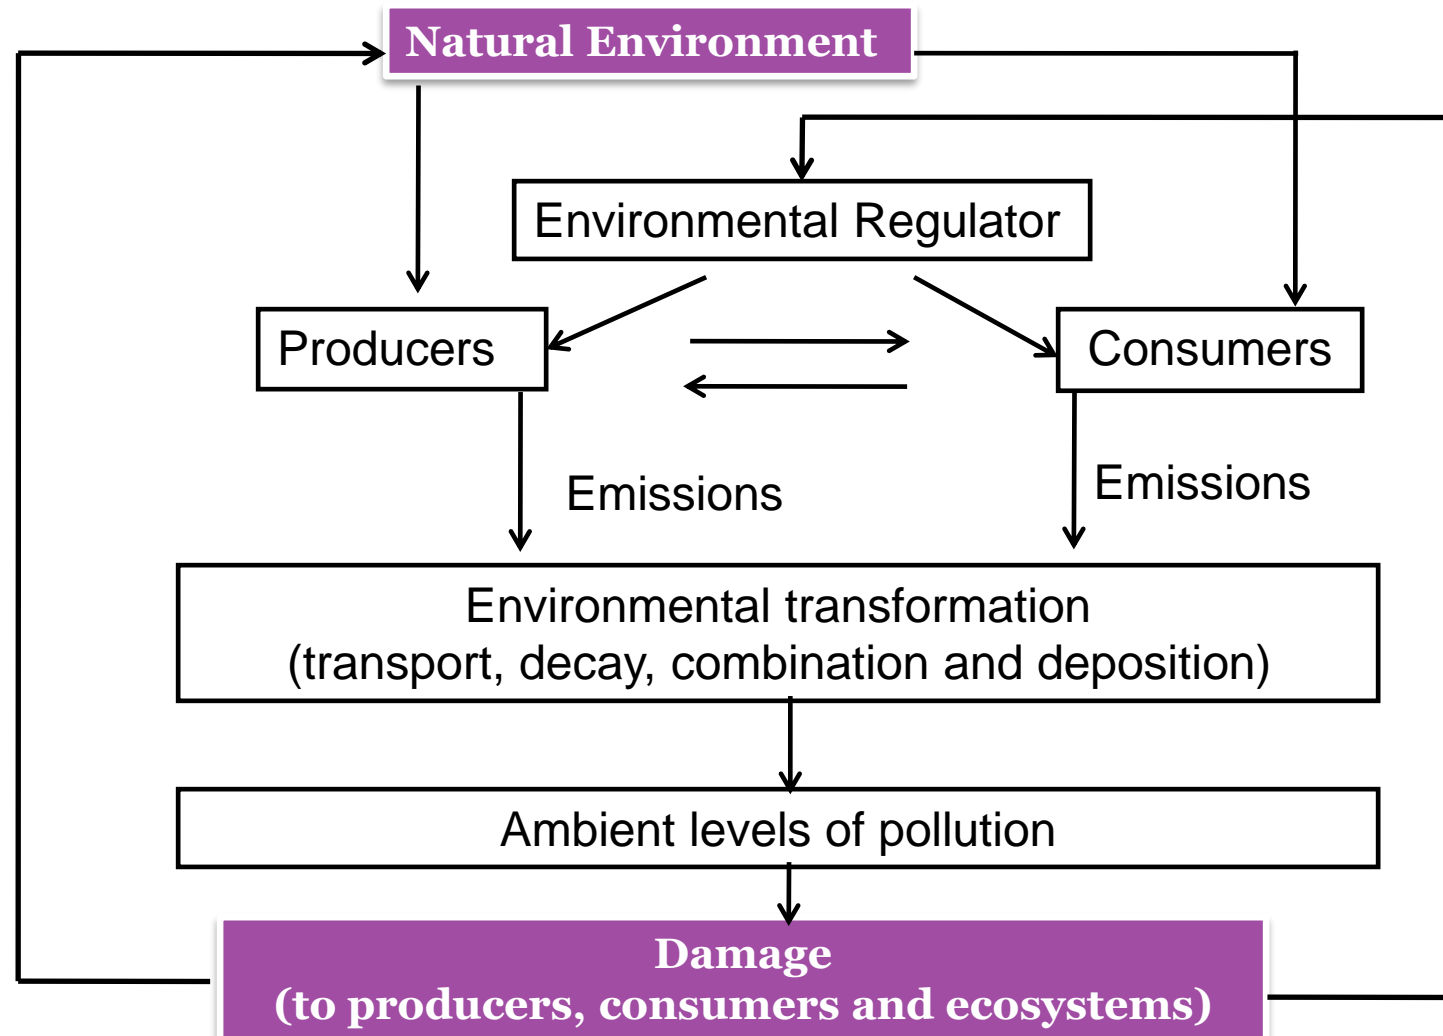 Natural Environment
Environmental Regulator
Producers
Consumers
Emissions
Emissions
Environmental transformation
(transport, decay, combination and deposition)
Ambient levels of pollution
Damage
(to producers, consumers and ecosystems)